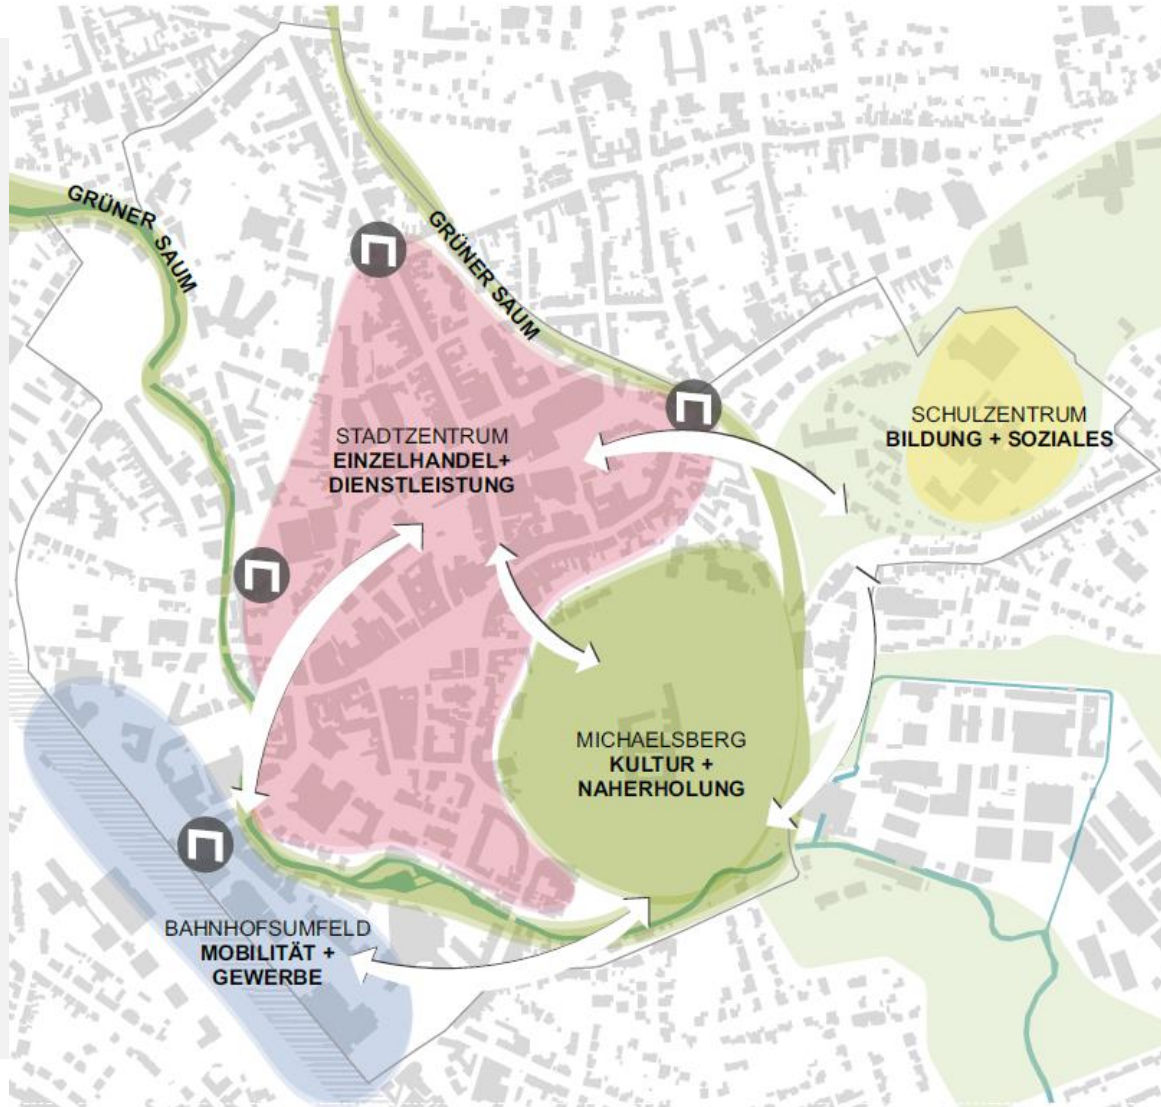 GRÜNER SAUM
GRÜNER SAUM
STADTZENTRUM
EINZELHANDEL+
DIENSTLEISTUNG
SCHULZENTRUM
BILDUNG + SOZIALES
MICHAELSBERG
KULTUR +
NAHERHOLUNG
BAHNHOFSUMFELD
MOBILITÄT +
GEWERBE